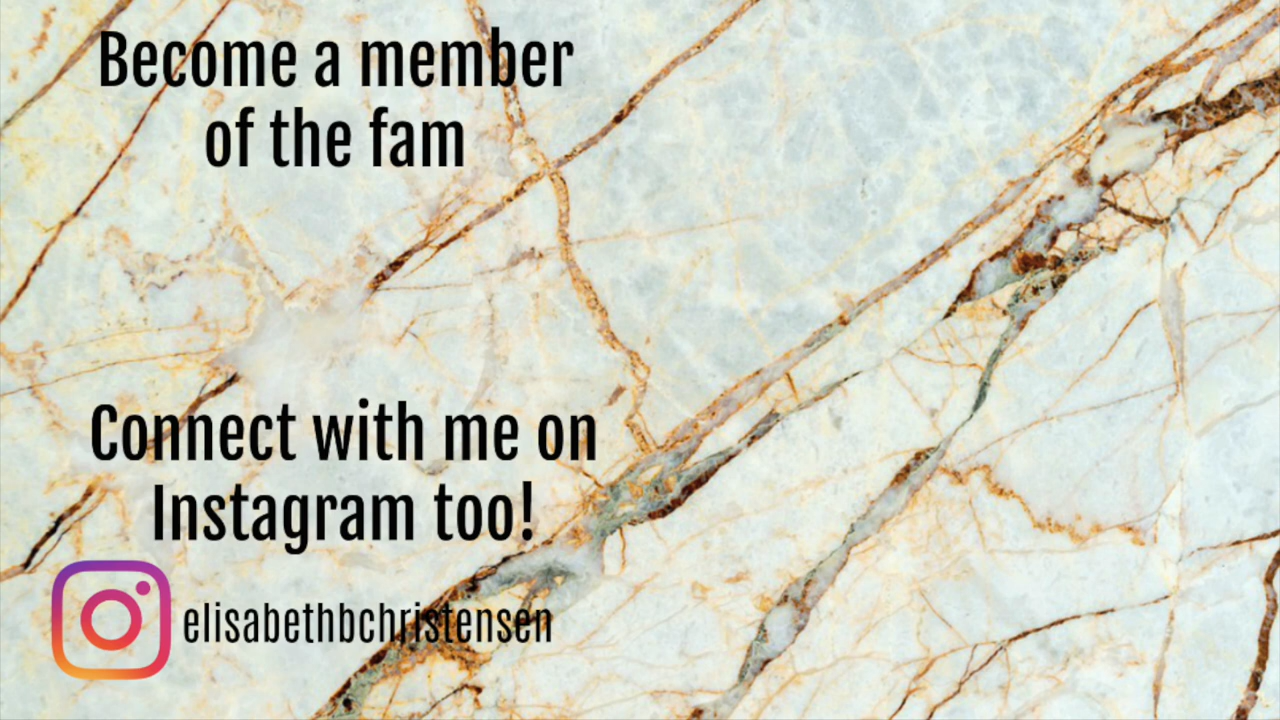 Become a member
of the fam
Connect with me on
Instagram too!
elisabethbchristensen